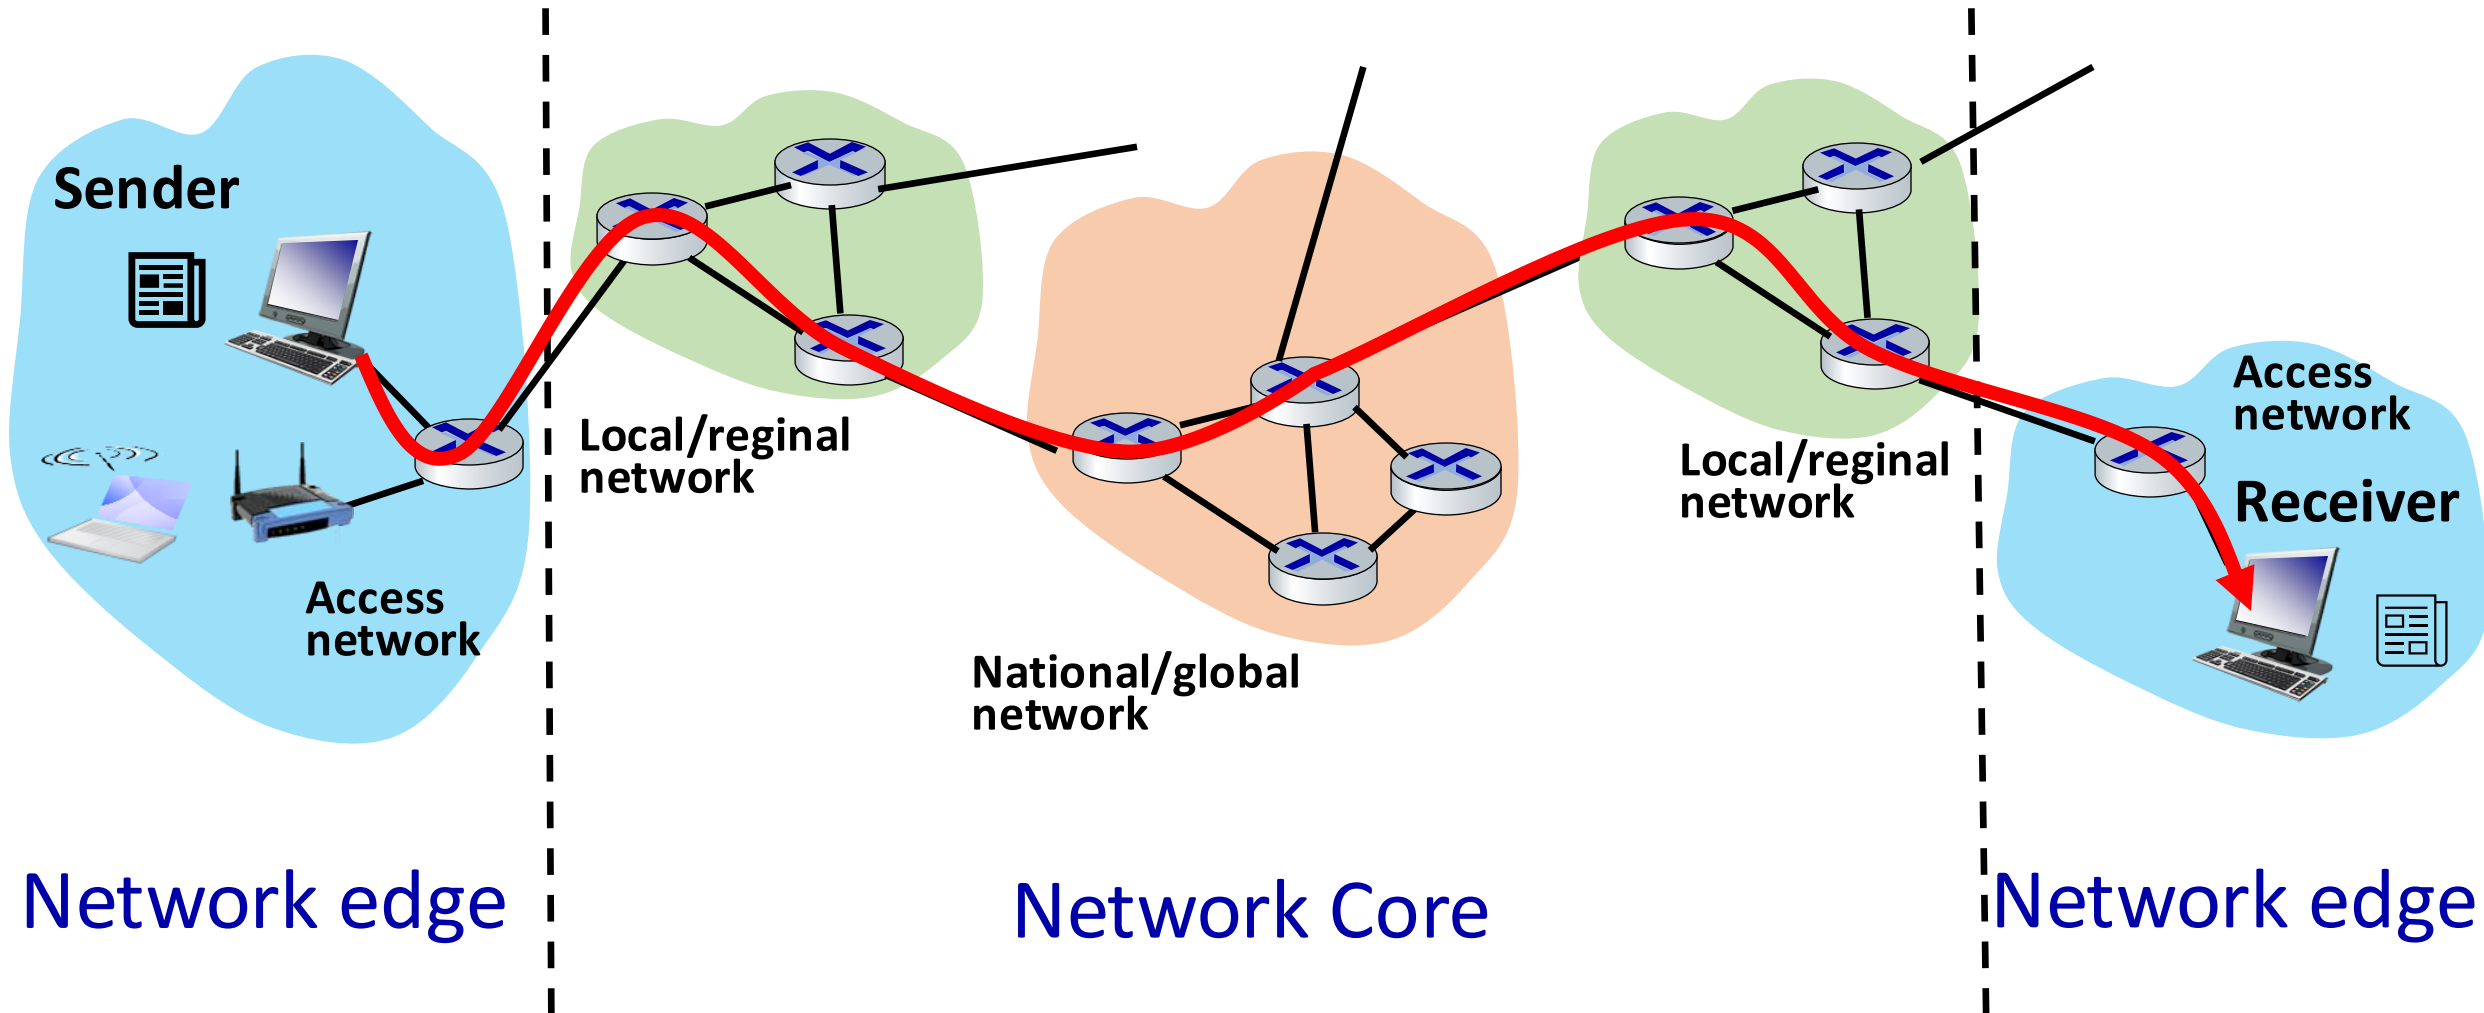 Sender
Access
network
Local/reginal
network
National/global
network
Local/reginal
network
Access
network
Receiver
Network edge
Network Core
Network edge